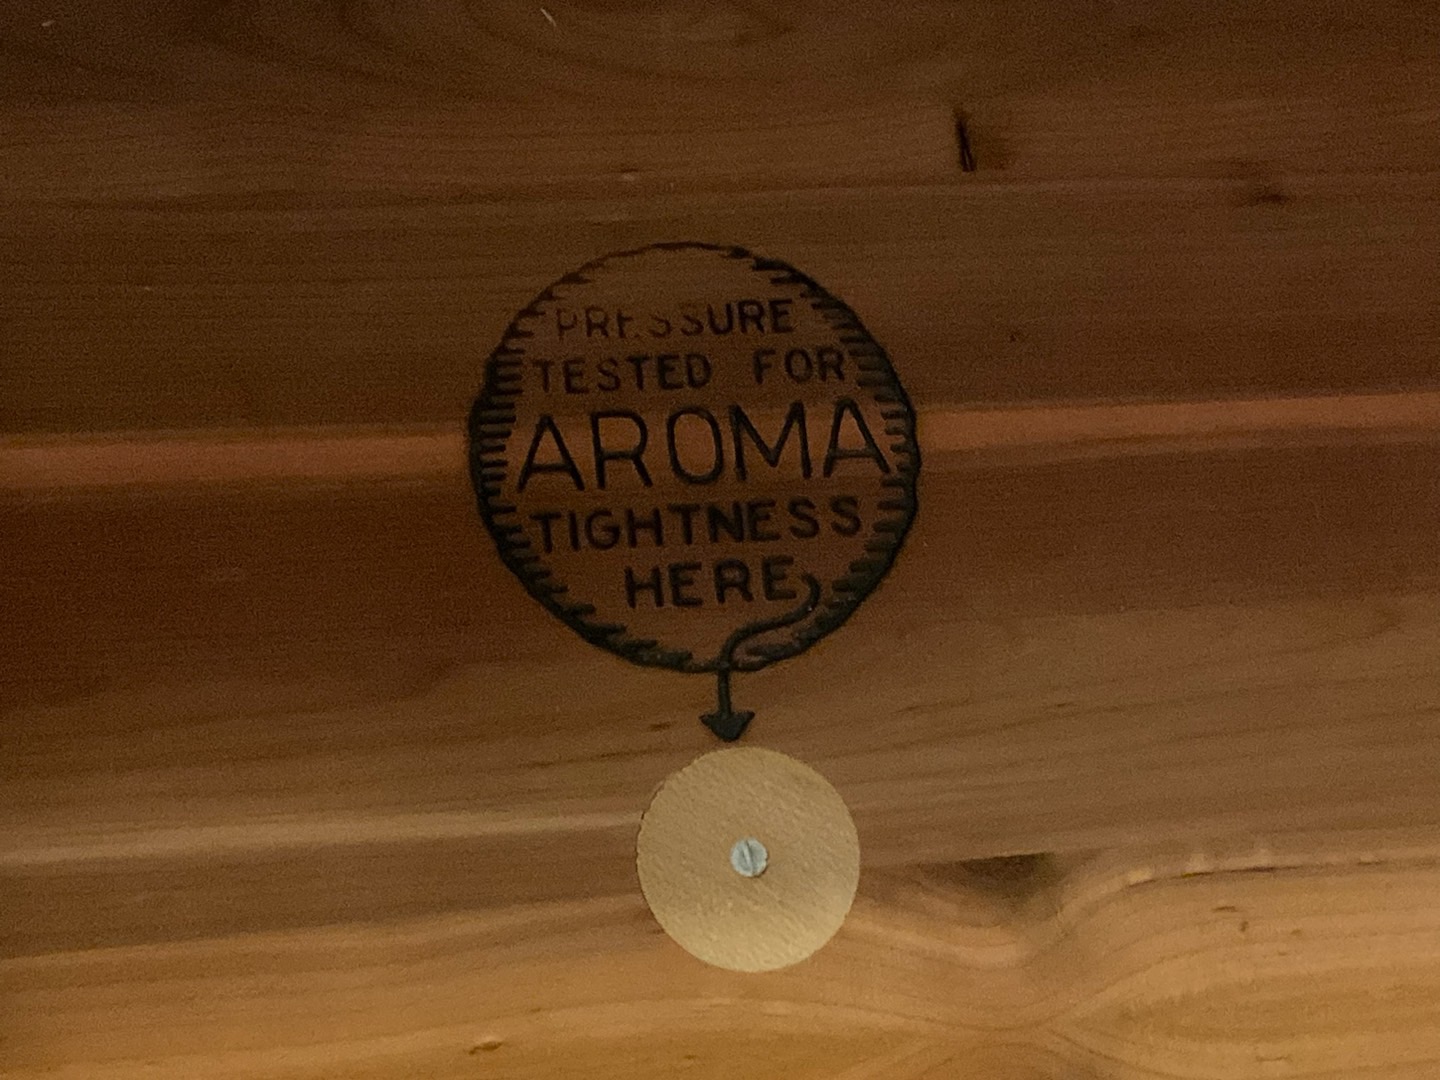 PRESSURE
TESTED FOR
AROMA
TIGHTNESS
HERE